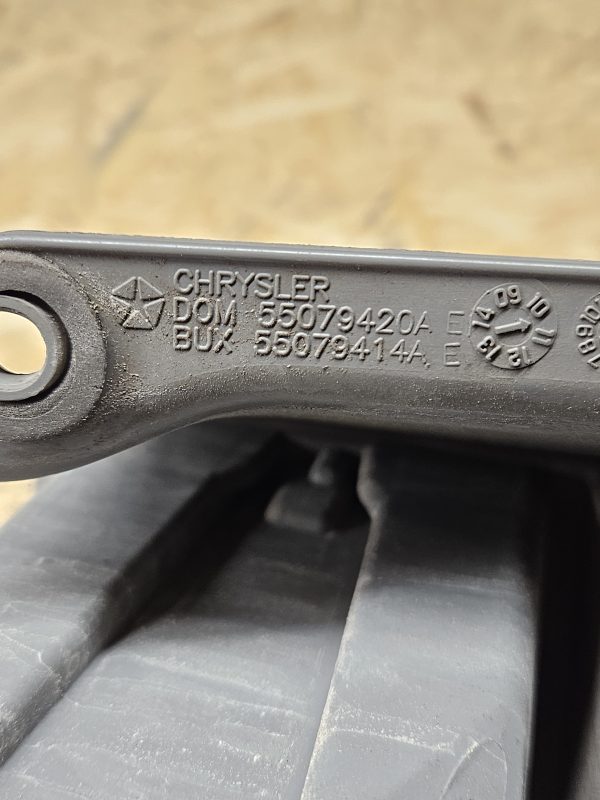 CHRYSLER
DOM 55079420A E
BUX 55079414A E
09 10 11 12 13 14